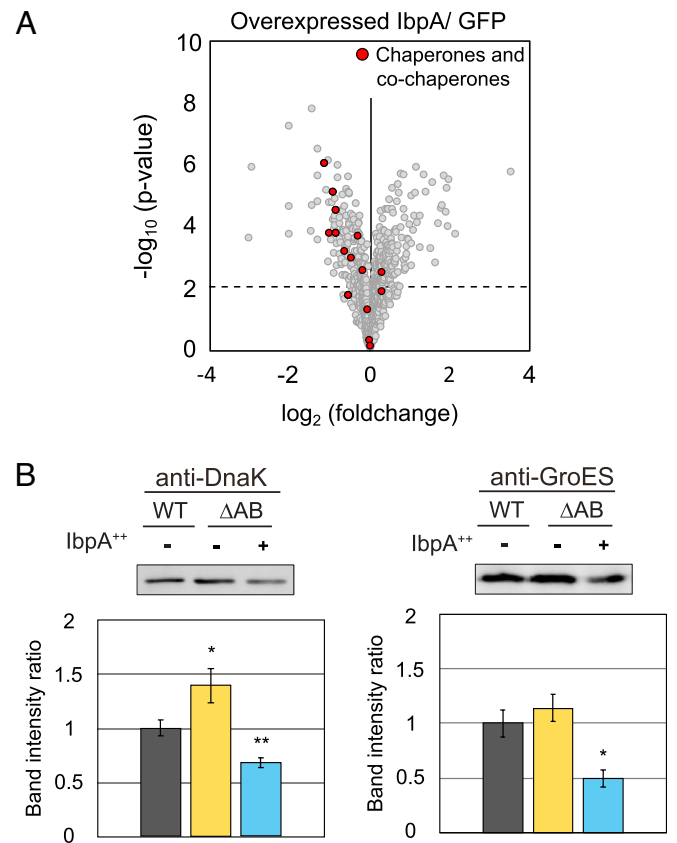 A
Overexpressed IbpA/ GFP
Chaperones and
co-chaperones
-log10 (p-value)
10
8
6
4
2
0
-4 -2 0 2 4
log2 (foldchange)
B
anti-DnaK
WT ΔAB
IbpA++ - - +
Band intensity ratio
2
1.5
1
0.5
0
*
**
anti-GroES
WT ΔAB
IbpA++ - - +
Band intensity ratio
2
1.5
1
0.5
0
*